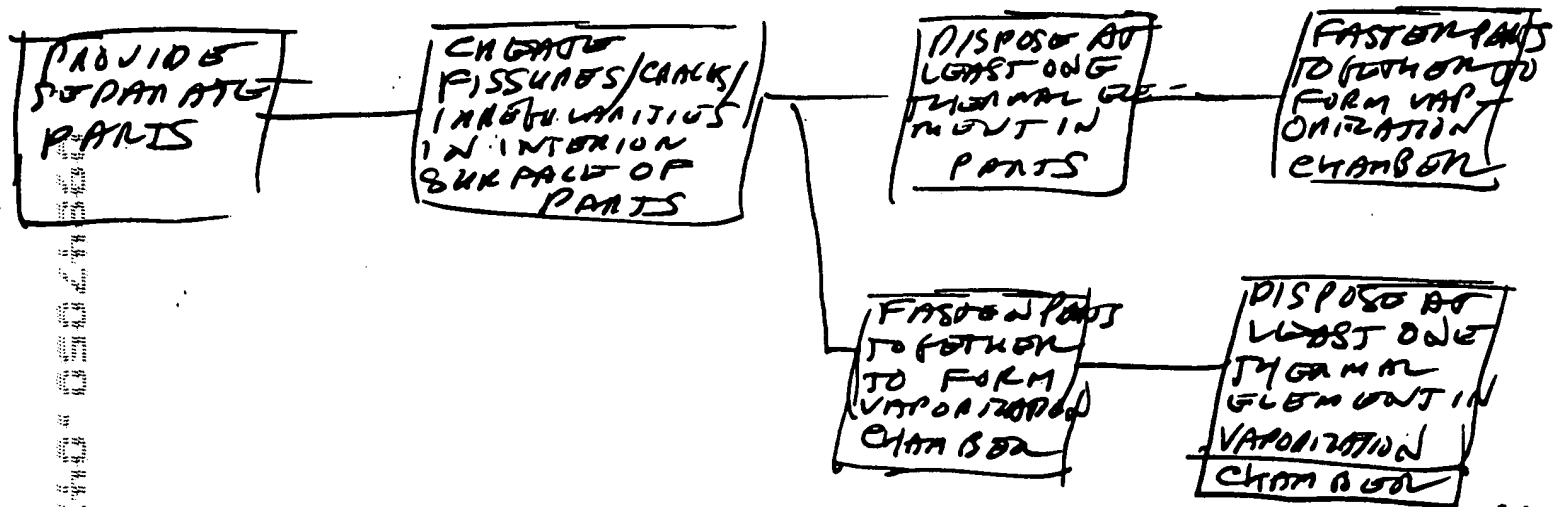 PROVIDE
SEPARATE
PARTS
CREATE
FISSURES/CRACKS/
IRREGULARITIES
IN INTERIOR
SURFACE OF
PARTS
DISPOSE AT
LEAST ONE
THERMAL ELE-
MENT IN
PARTS
FASTEN PARTS
TOGETHER TO
FORM VAP-
ORIZATION
CHAMBER
FASTEN PARTS
TOGETHER
TO FORM
VAPORIZATION
CHAMBER
DISPOSE AT
LEAST ONE
THERMAL
ELEMENT IN
VAPORIZATION
CHAMBER